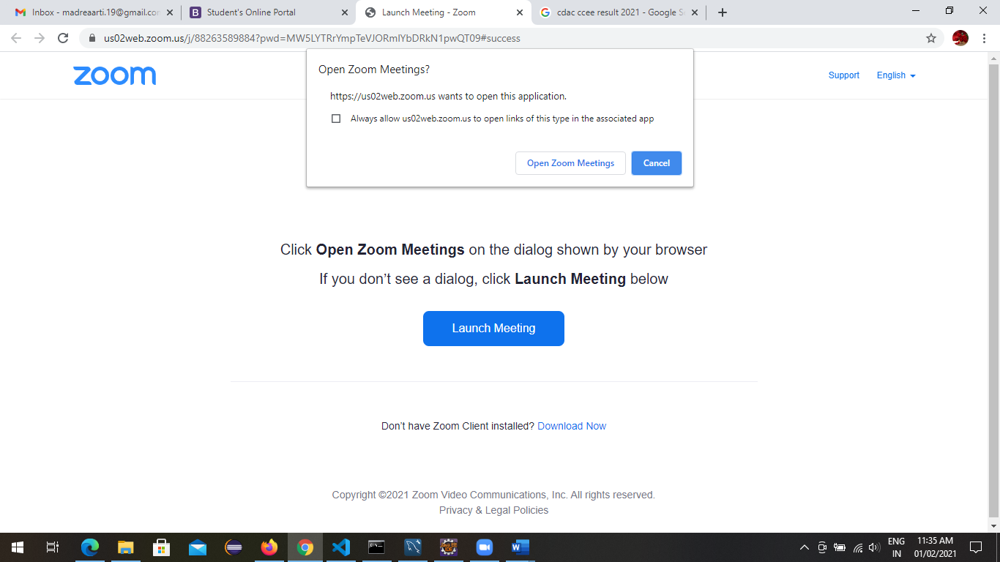 Inbox - madreaarti.19@gmail.co
Student's Online Portal
Launch Meeting - Zoom
cdac ccee result 2021 - Google S
us02web.zoom.us/j/88263589884?pwd=MW5LYTRrYmpTeVJORmlYbDRkN1pwQT09#success
zoom
Support
English
Open Zoom Meetings?
https://us02web.zoom.us wants to open this application.
Always allow us02web.zoom.us to open links of this type in the associated app
Open Zoom Meetings
Cancel
Click Open Zoom Meetings on the dialog shown by your browser
If you don’t see a dialog, click Launch Meeting below
Launch Meeting
Don’t have Zoom Client installed? Download Now
Copyright ©2021 Zoom Video Communications, Inc. All rights reserved.
Privacy & Legal Policies
ENG
IN
11:35 AM
01/02/2021